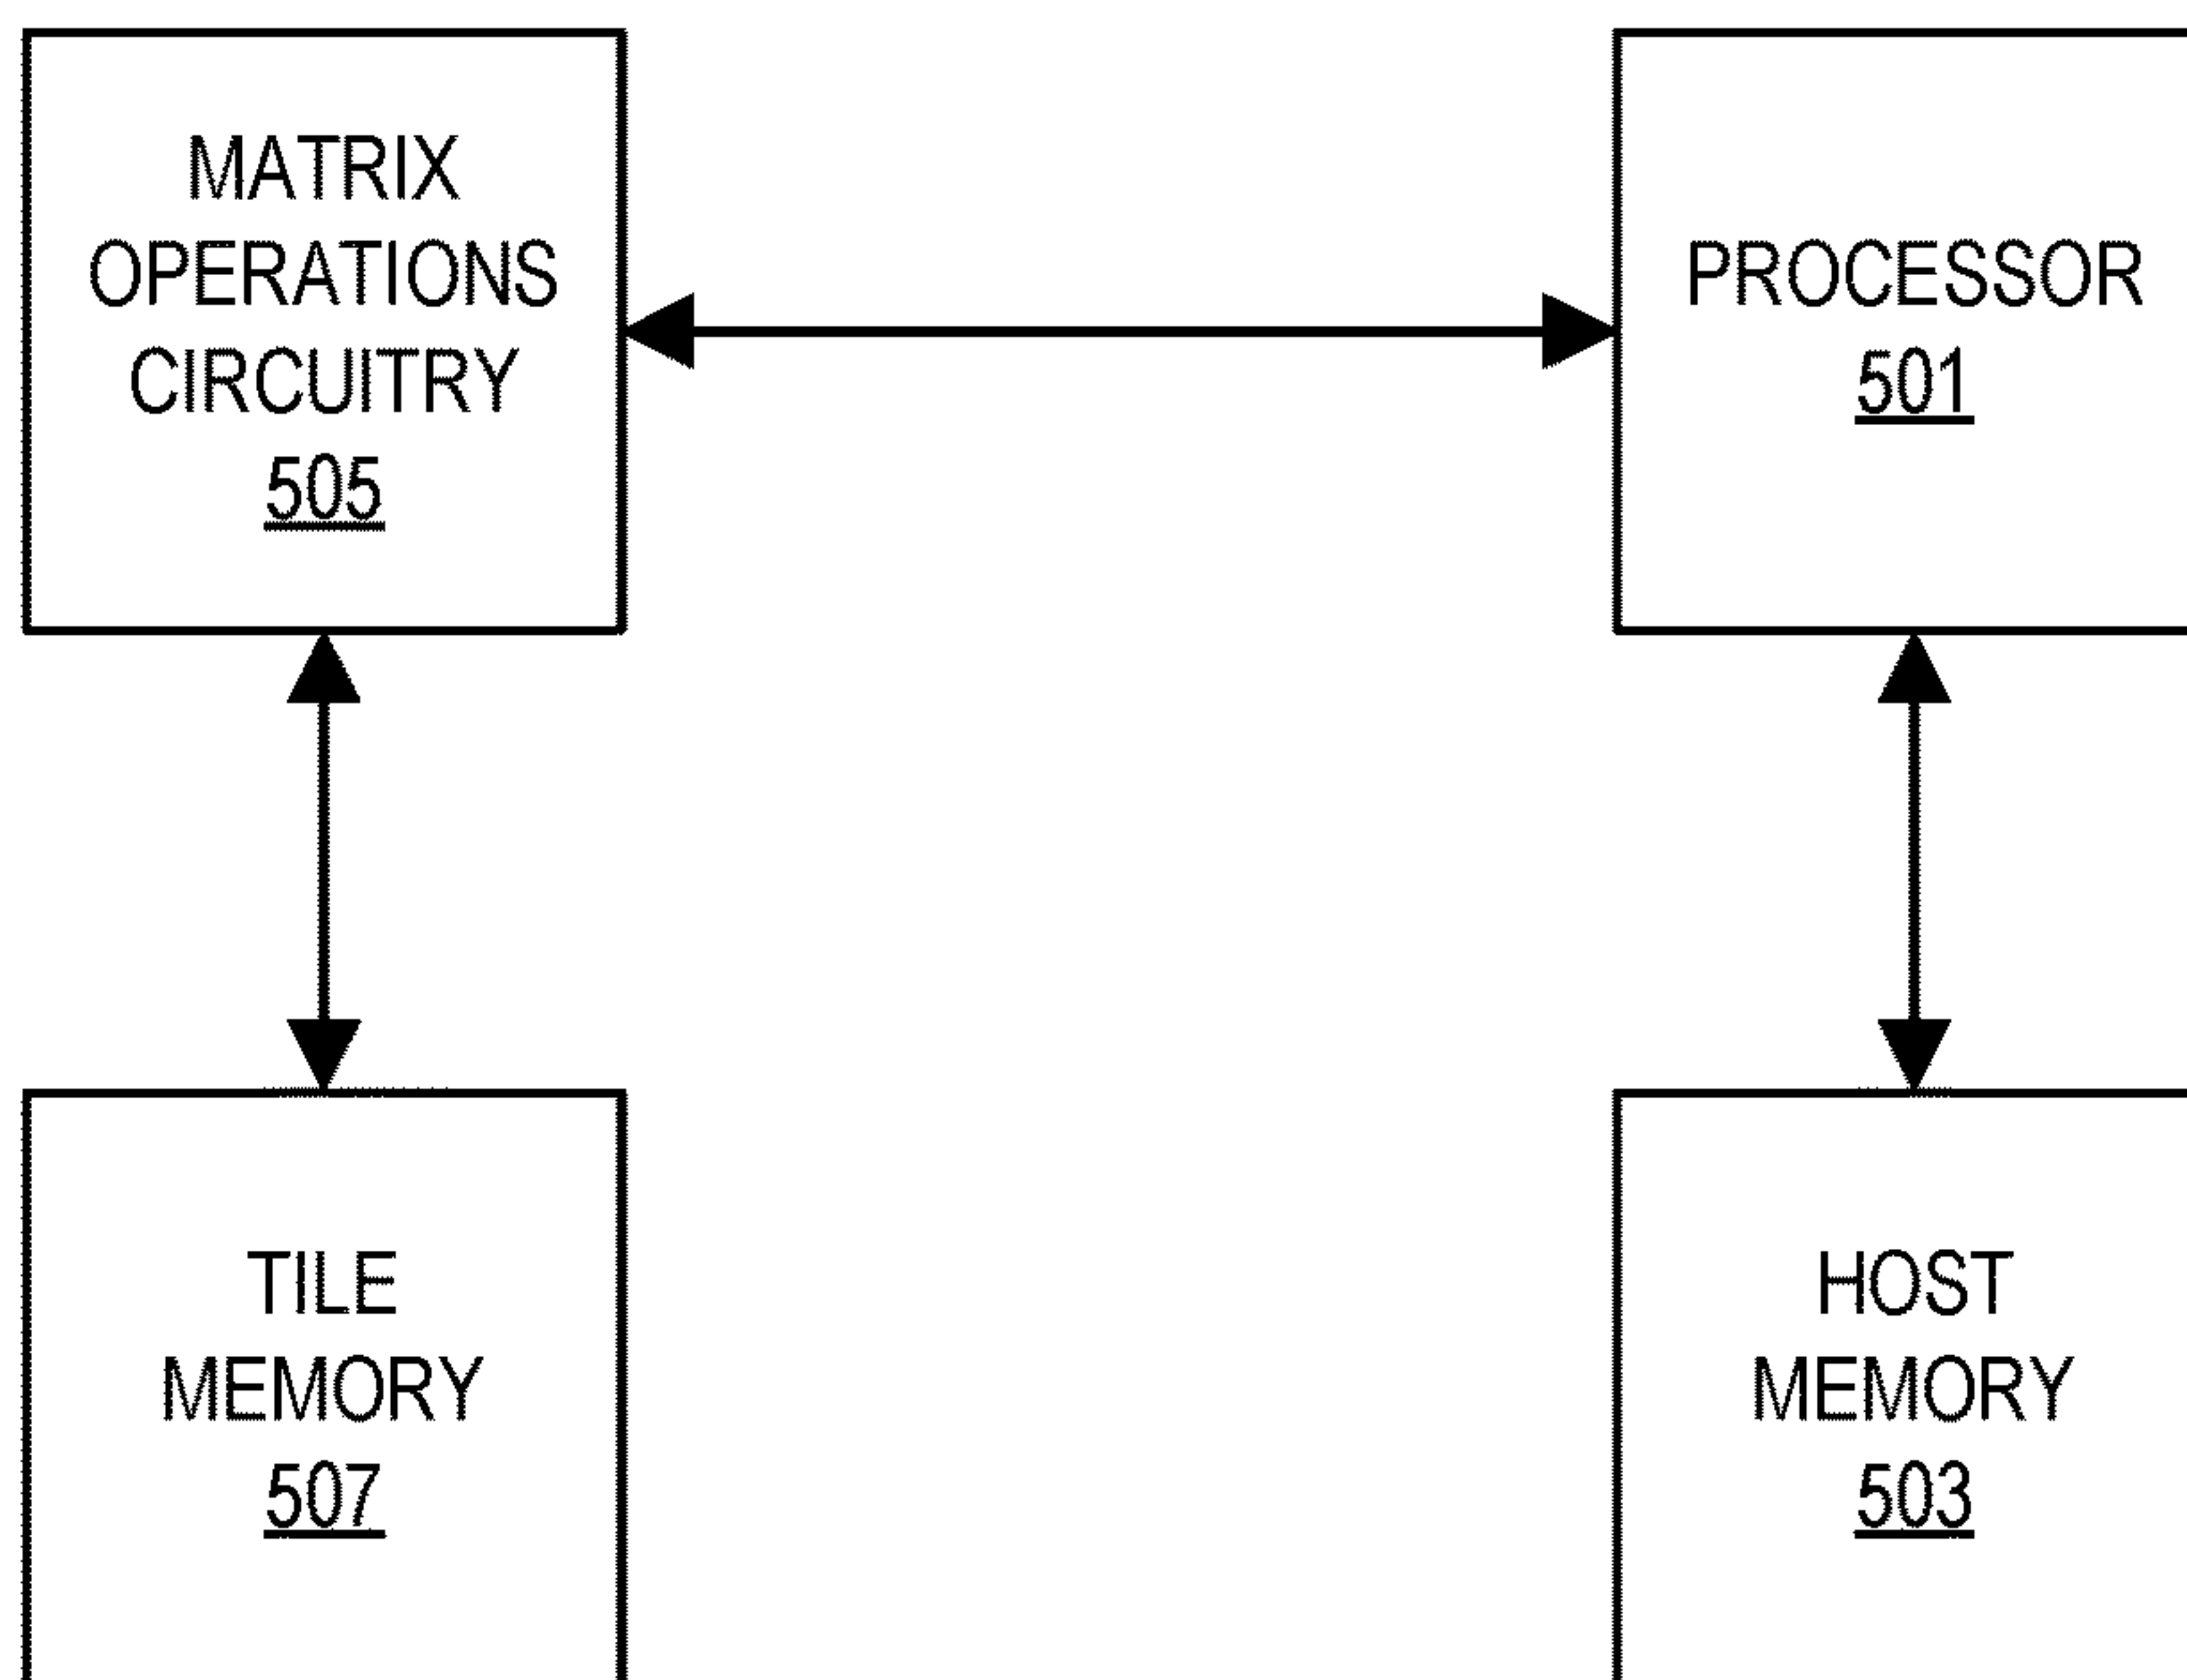 MATRIX
OPERATIONS
CIRCUITRY
505
PROCESSOR
501
TILE
MEMORY
507
HOST
MEMORY
503